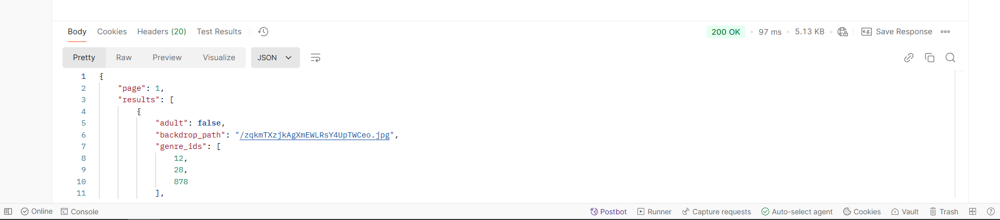 Body Cookies Headers (20) Test Results 200 OK • 97 ms • 5.13 KB • e.g. Save Response
Pretty Raw Preview Visualize JSON
1 {
2 "page": 1,
3 "results": [
4 {
5 "adult": false,
6 "backdrop_path": "/zqkmTXzjkAgXmEWLRsY4UpTWCeo.jpg",
7 "genre_ids": [
8 12,
9 28,
10 878
11 ],
Online Console Postbot Runner Capture requests Auto-select agent Cookies Vault Trash